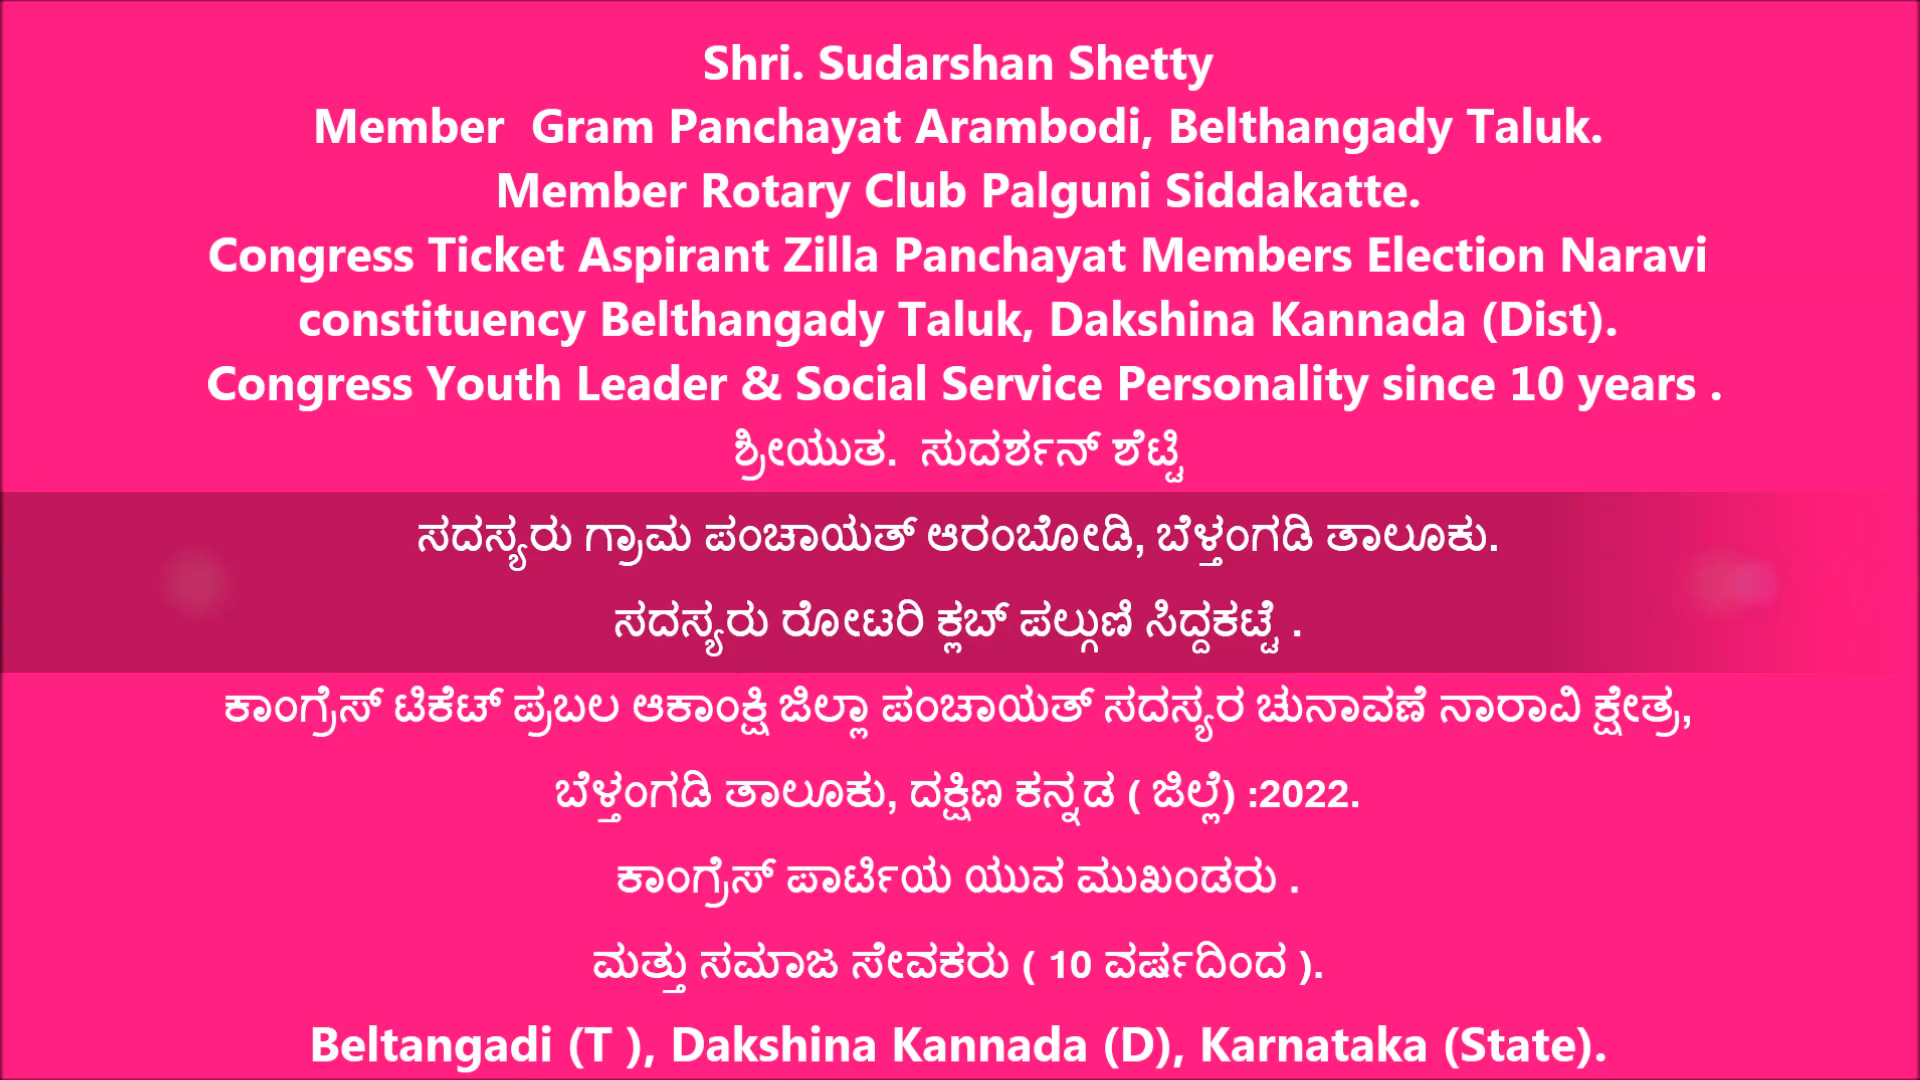 Shri. Sudarshan Shetty
Member  Gram Panchayat Arambodi, Belthangady Taluk.
Member Rotary Club Palguni Siddakatte.
Congress Ticket Aspirant Zilla Panchayat Members Election Naravi
constituency Belthangady Taluk, Dakshina Kannada (Dist).
Congress Youth Leader & Social Service Personality since 10 years .
ಶ್ರೀಯುತ.  ಸುದರ್ಶನ್ ಶೆಟ್ಟಿ
ಸದಸ್ಯರು ಗ್ರಾಮ ಪಂಚಾಯತ್ ಆರಂಬೋಡಿ, ಬೆಳ್ತಂಗಡಿ ತಾಲೂಕು.
ಸದಸ್ಯರು ರೋಟರಿ ಕ್ಲಬ್ ಪಲ್ಗುಣಿ ಸಿದ್ದಕಟ್ಟೆ .
ಕಾಂಗ್ರೆಸ್ ಟಿಕೆಟ್ ಪ್ರಬಲ ಆಕಾಂಕ್ಷಿ ಜಿಲ್ಲಾ ಪಂಚಾಯತ್ ಸದಸ್ಯರ ಚುನಾವಣೆ ನಾರಾವಿ ಕ್ಷೇತ್ರ,
ಬೆಳ್ತಂಗಡಿ ತಾಲೂಕು, ದಕ್ಷಿಣ ಕನ್ನಡ ( ಜಿಲ್ಲೆ) :2022.
ಕಾಂಗ್ರೆಸ್ ಪಾರ್ಟಿಯ ಯುವ ಮುಖಂಡರು .
ಮತ್ತು ಸಮಾಜ ಸೇವಕರು ( 10 ವರ್ಷದಿಂದ ).
Beltangadi (T ), Dakshina Kannada (D), Karnataka (State).